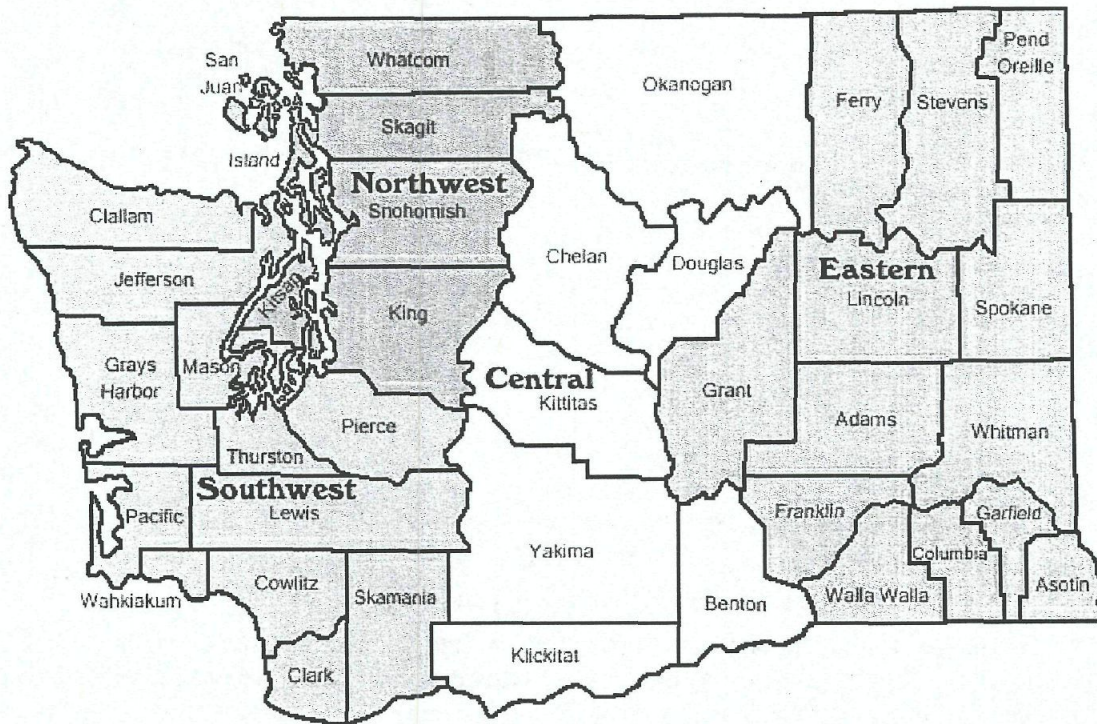 San
Juan
Whatcom
Okanogan
Ferry
Stevens
Pend
Oreille
Skagit
Island
Northwest
Snohomish
Clallam
Chelan
Douglas
Eastern
Lincoln
Spokane
Jefferson
Kitsap
King
Grays
Harbor
Mason
Central
Kittitas
Grant
Adams
Whitman
Pierce
Thurston
Southwest
Lewis
Pacific
Yakima
Franklin
Garfield
Columbia
Asotin
Wahkiakum
Cowlitz
Skamania
Benton
Walla Walla
Clark
Klickitat